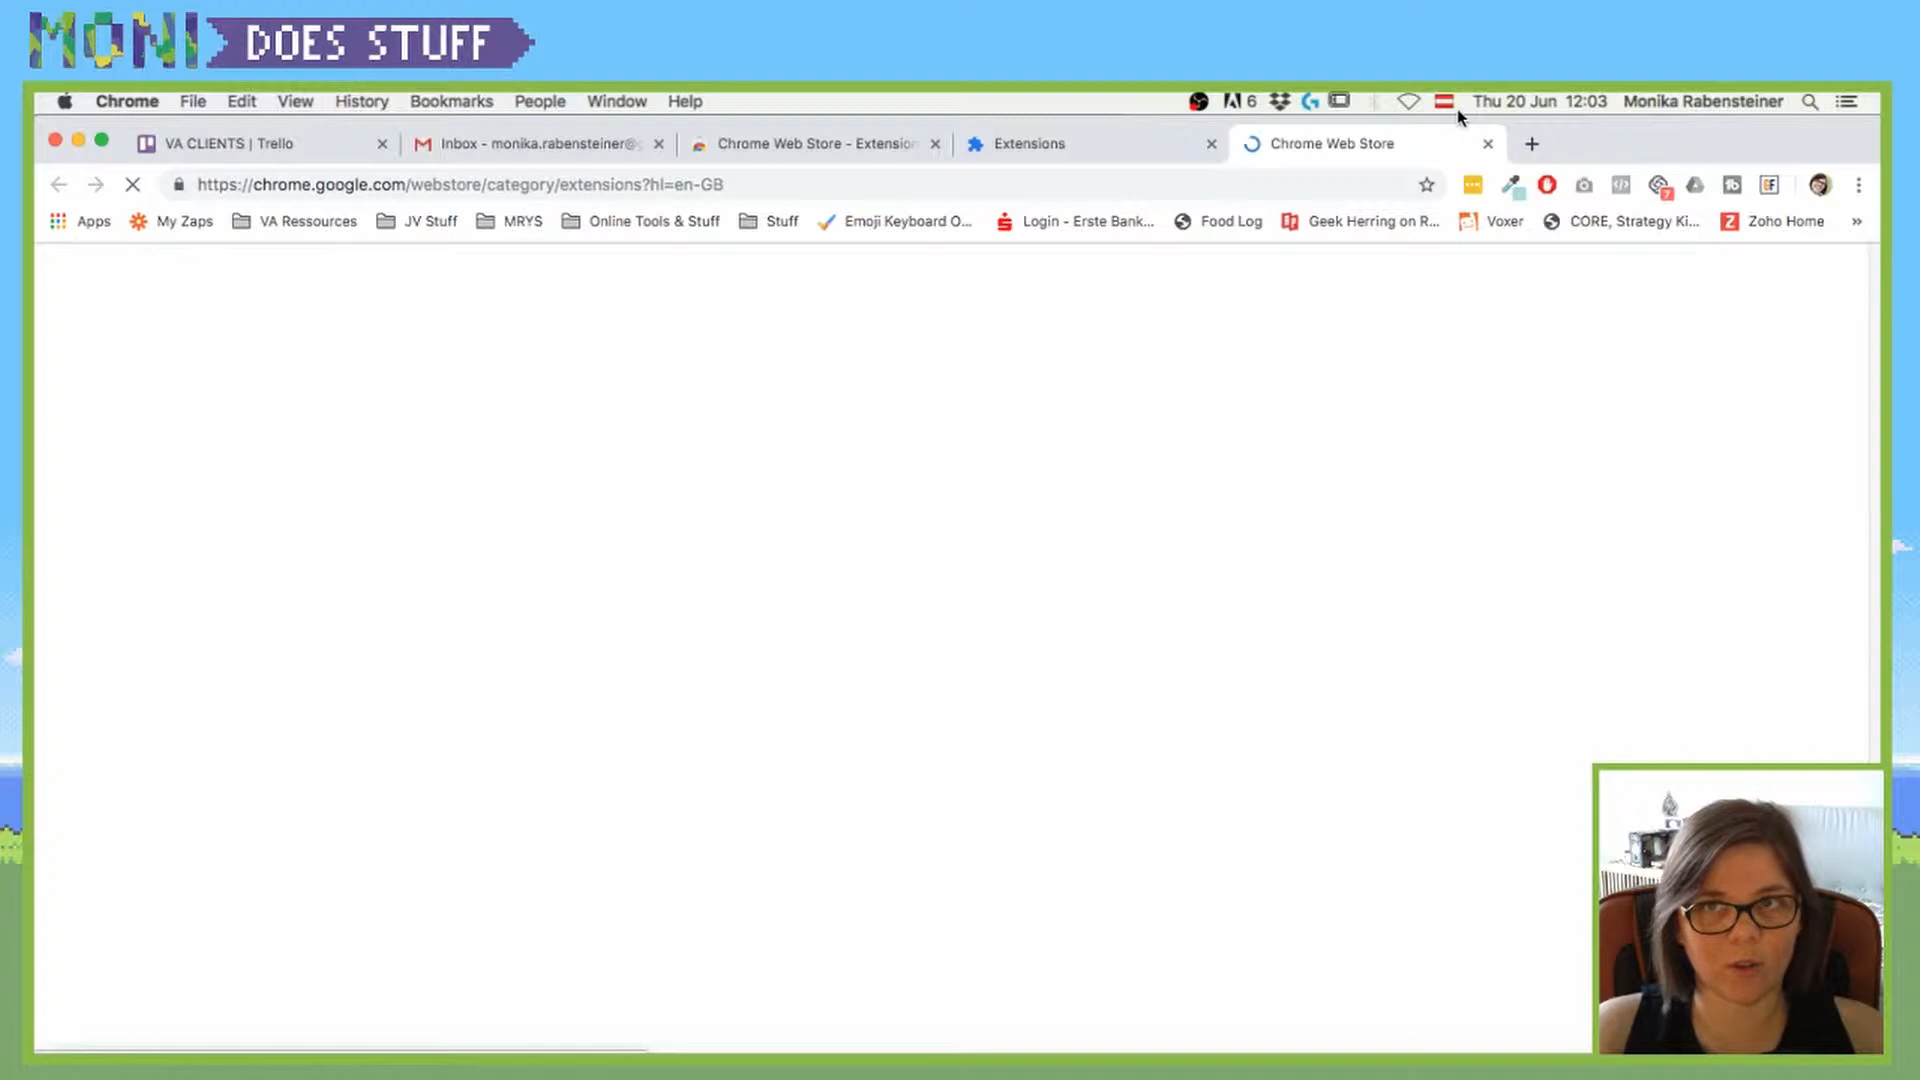 MONI DOES STUFF
Chrome File Edit View History Bookmarks People Window Help 6 Thu 20 Jun 12:03 Monika Rabensteiner
VA CLIENTS | Trello Inbox - monika.rabensteiner@ Chrome Web Store - Extension Extensions Chrome Web Store
https://chrome.google.com/webstore/category/extensions?hl=en-GB 7
Apps My Zaps VA Ressources JV Stuff MRYS Online Tools & Stuff Stuff Emoji Keyboard O... Login - Erste Bank... Food Log Geek Herring on R... Voxer CORE, Strategy Ki... Zoho Home »